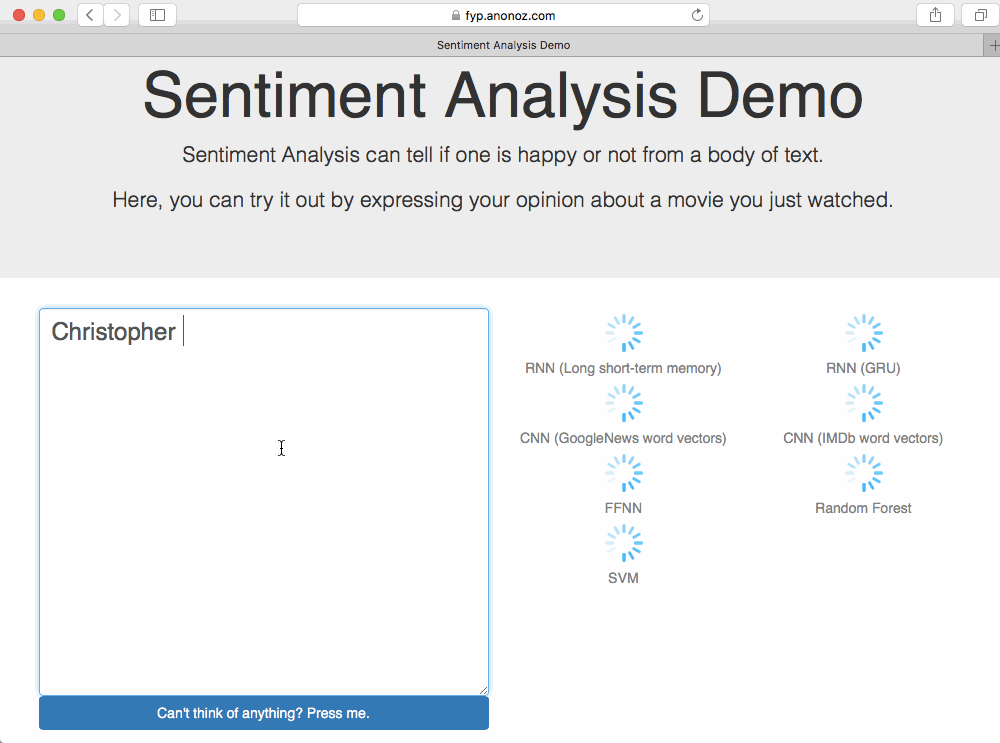 fyp.anonoz.com
Sentiment Analysis Demo
Sentiment Analysis Demo
Sentiment Analysis can tell if one is happy or not from a body of text.
Here, you can try it out by expressing your opinion about a movie you just watched.
Christopher
RNN (Long short-term memory)
RNN (GRU)
CNN (GoogleNews word vectors)
CNN (IMDb word vectors)
FFNN
Random Forest
SVM
Can't think of anything? Press me.